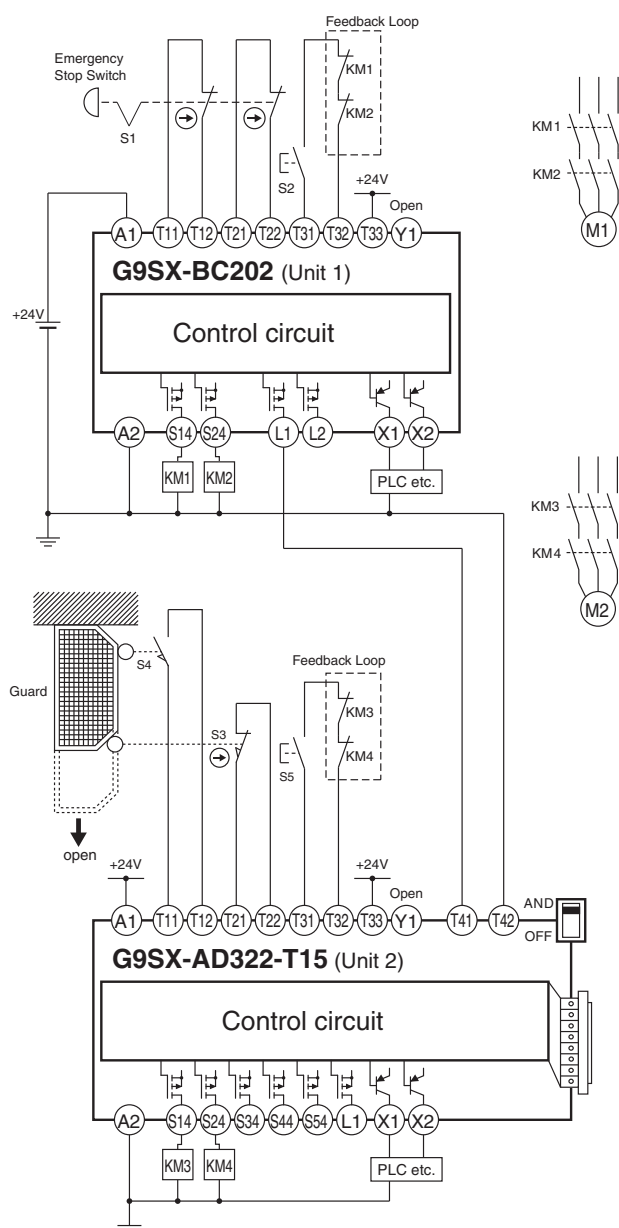 Feedback Loop
Emergency
Stop Switch
S1
KM1
KM2
S2
+24V
Open
KM1
KM2
M1
A1 T11 T12 T21 T22 T31 T32 T33 Y1
G9SX-BC202 (Unit 1)
+24V
Control circuit
A2 S14 S24 L1 L2 X1 X2
KM1 KM2 PLC etc.
KM3
KM4
M2
Guard
open
S4
S3
Feedback Loop
KM3
KM4
S5
+24V
+24V
Open
A1 T11 T12 T21 T22 T31 T32 T33 Y1 T41 T42
AND
OFF
G9SX-AD322-T15 (Unit 2)
Control circuit
A2 S14 S24 S34 S44 S54 L1 X1 X2
KM3 KM4 PLC etc.